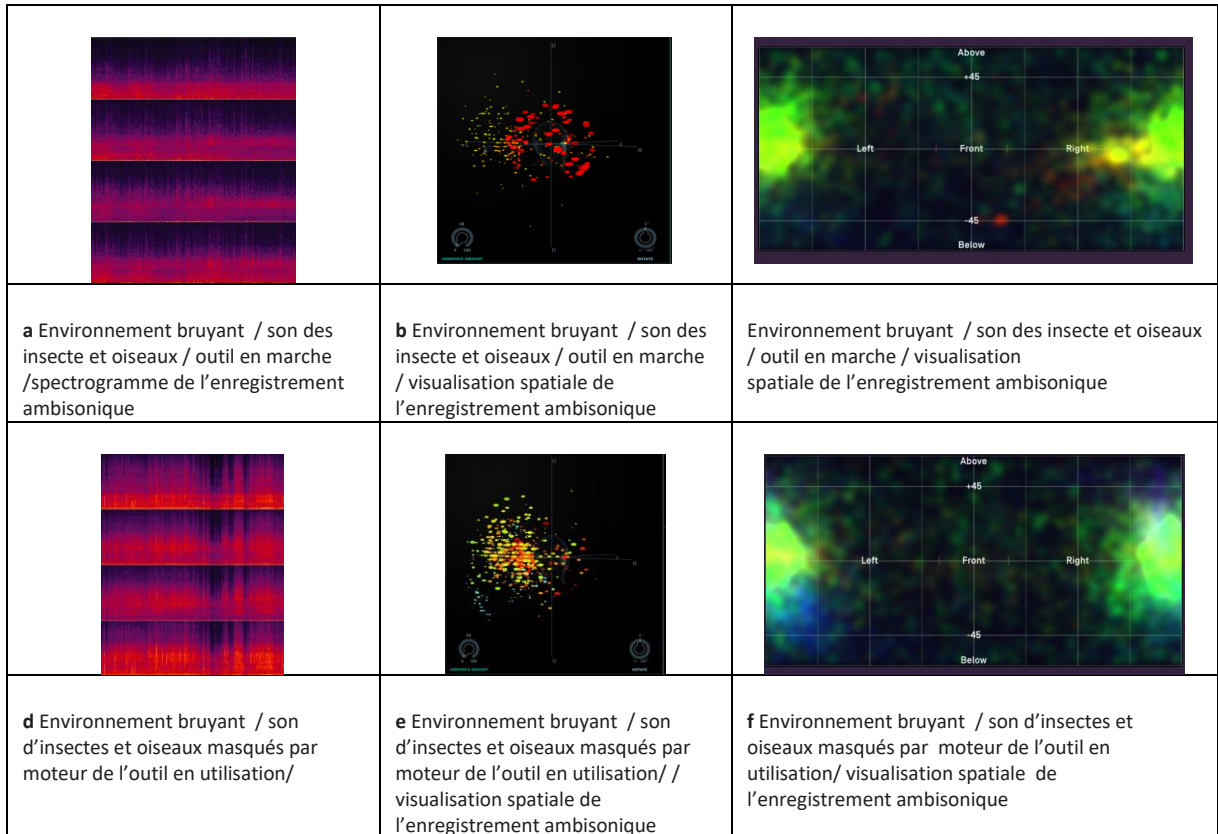 Above
+45
Left
Front
Right
-45
Below
R
AMBIENCE AMOUNT
ROTATE
a Environnement bruyant / son des
insecte et oiseaux / outil en marche
/spectrogramme de l’enregistrement
ambisonique
b Environnement bruyant / son des
insecte et oiseaux / outil en marche
/ visualisation spatiale de
l’enregistrement ambisonique
Environnement bruyant / son des insecte et oiseaux
/ outil en marche / visualisation
spatiale de l’enregistrement ambisonique
Above
+45
Left
Front
Right
-45
Below
R
d Environnement bruyant / son
d’insectes et oiseaux masqués par
moteur de l’outil en utilisation/
e Environnement bruyant / son
d’insectes et oiseaux masqués par
moteur de l’outil en utilisation/ /
visualisation spatiale de
l’enregistrement ambisonique
f Environnement bruyant / son d’insectes et
oiseaux masqués par moteur de l’outil en
utilisation/ visualisation spatiale de
l’enregistrement ambisonique